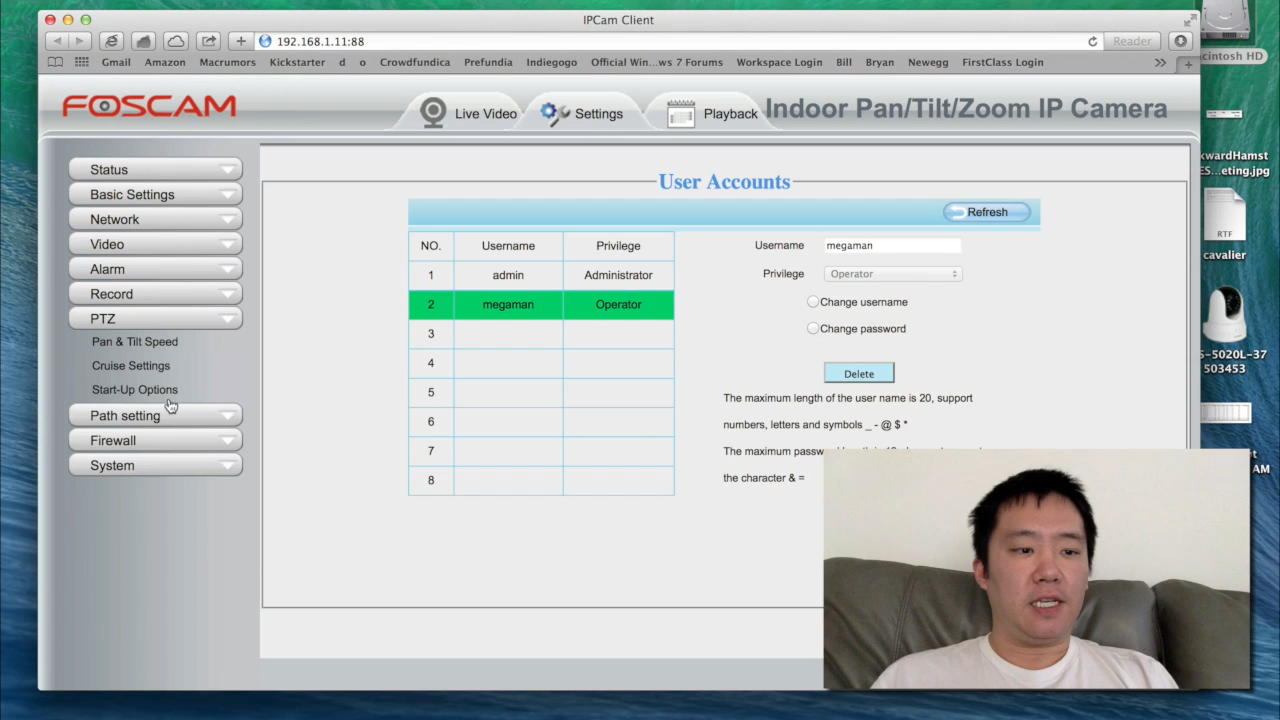 IPCam Client
192.168.1.11:88
Reader
Gmail Amazon Macrumors Kickstarter d o Crowdfundica Prefundia Indiegogo Official Win...ws 7 Forums Workspace Login Bill Bryan Newegg FirstClass Login
FOSCAM
Live Video
Settings
Playback
Indoor Pan/Tilt/Zoom IP Camera
Status
Basic Settings
Network
Video
Alarm
Record
PTZ
Pan & Tilt Speed
Cruise Settings
Start-Up Options
Path setting
Firewall
System
User Accounts
Refresh
NO. Username Privilege
1 admin Administrator
2 megaman Operator
3
4
5
6
7
8
Username megaman
Privilege Operator
Change username
Change password
Delete
The maximum length of the user name is 20, support
numbers, letters and symbols _ - @ $ *
The maximum passw
the character & =
cintosh HD
kwardHamst
ES...eting.jpg
RTF
cavalier
S-5020L-37
503453
et
AM